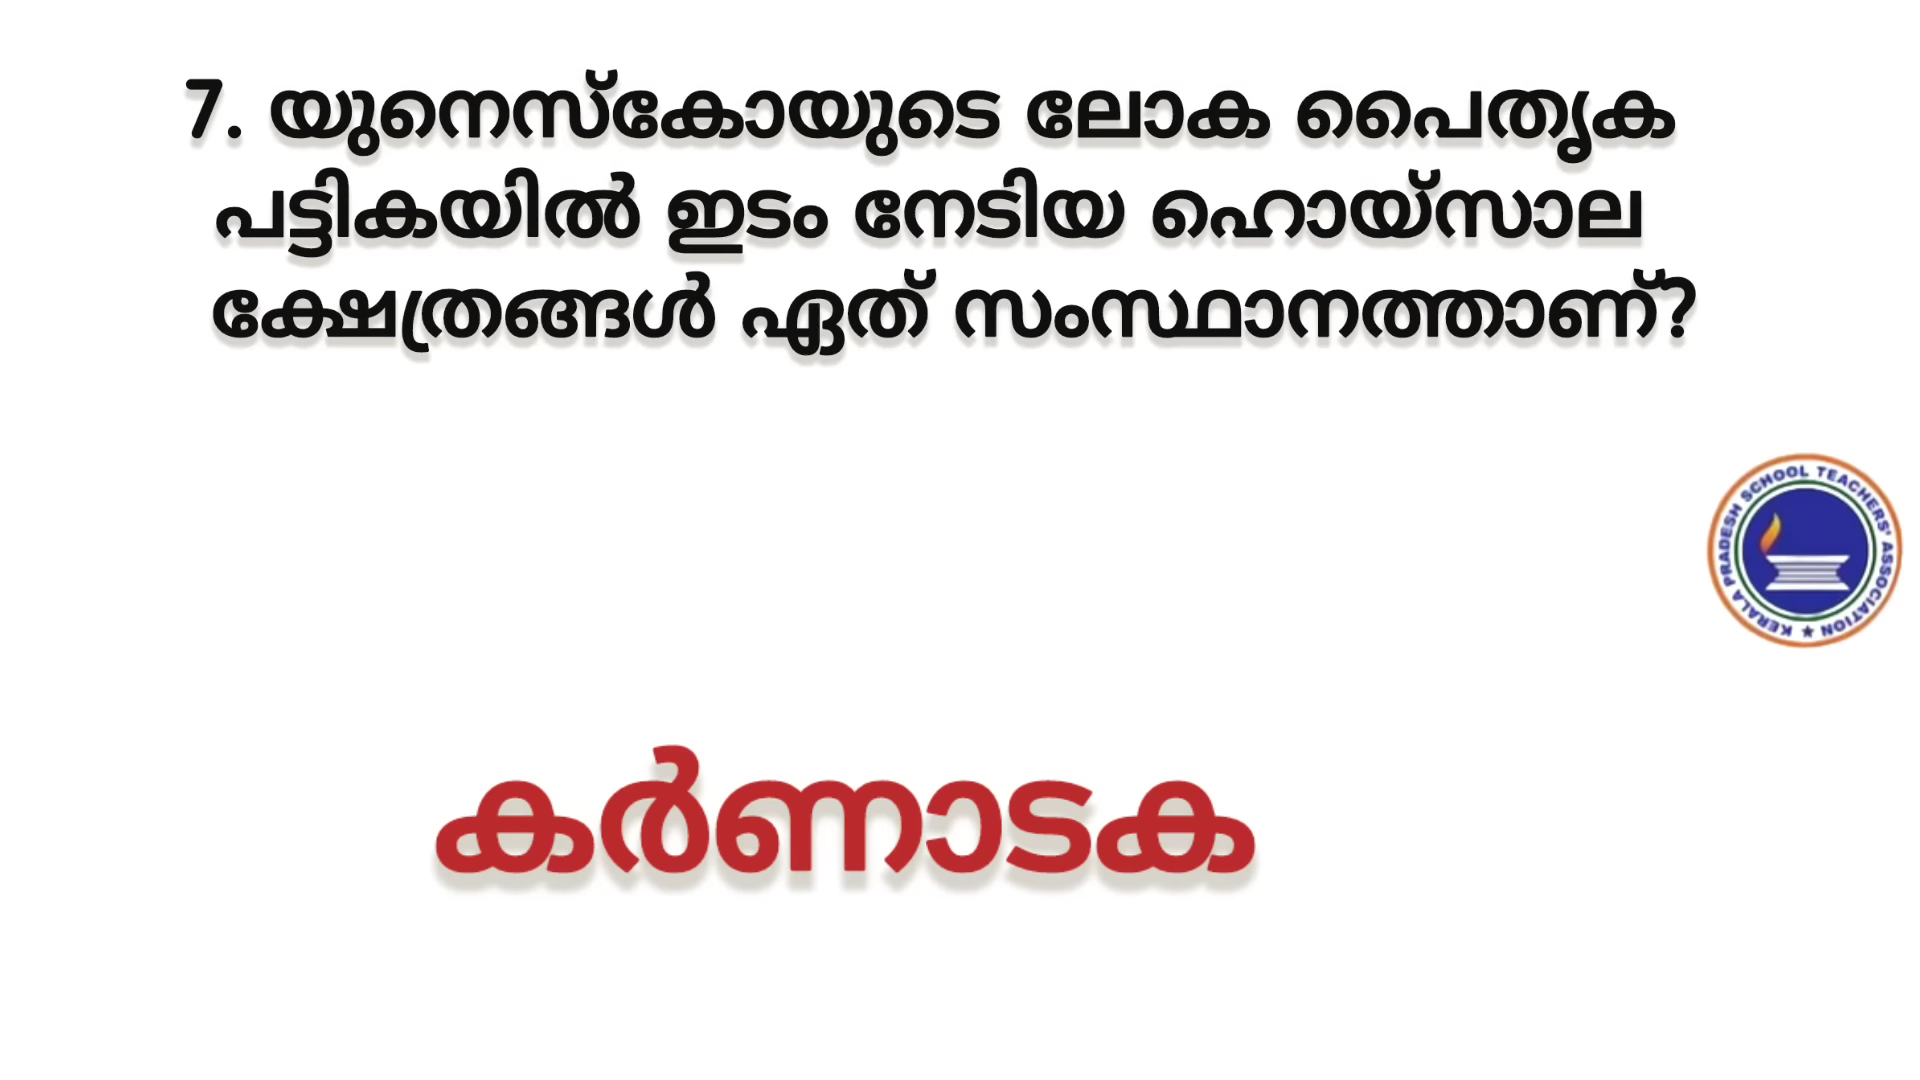 7. യുനെസ്കോയുടെ ലോക പൈതൃക
പട്ടികയിൽ ഇടം നേടിയ ഹൊയ്സാല
ക്ഷേത്രങ്ങൾ ഏത് സംസ്ഥാനത്താണ്?
KERALA PRADESH SCHOOL TEACHERS' ASSOCIATION
കർണാടക